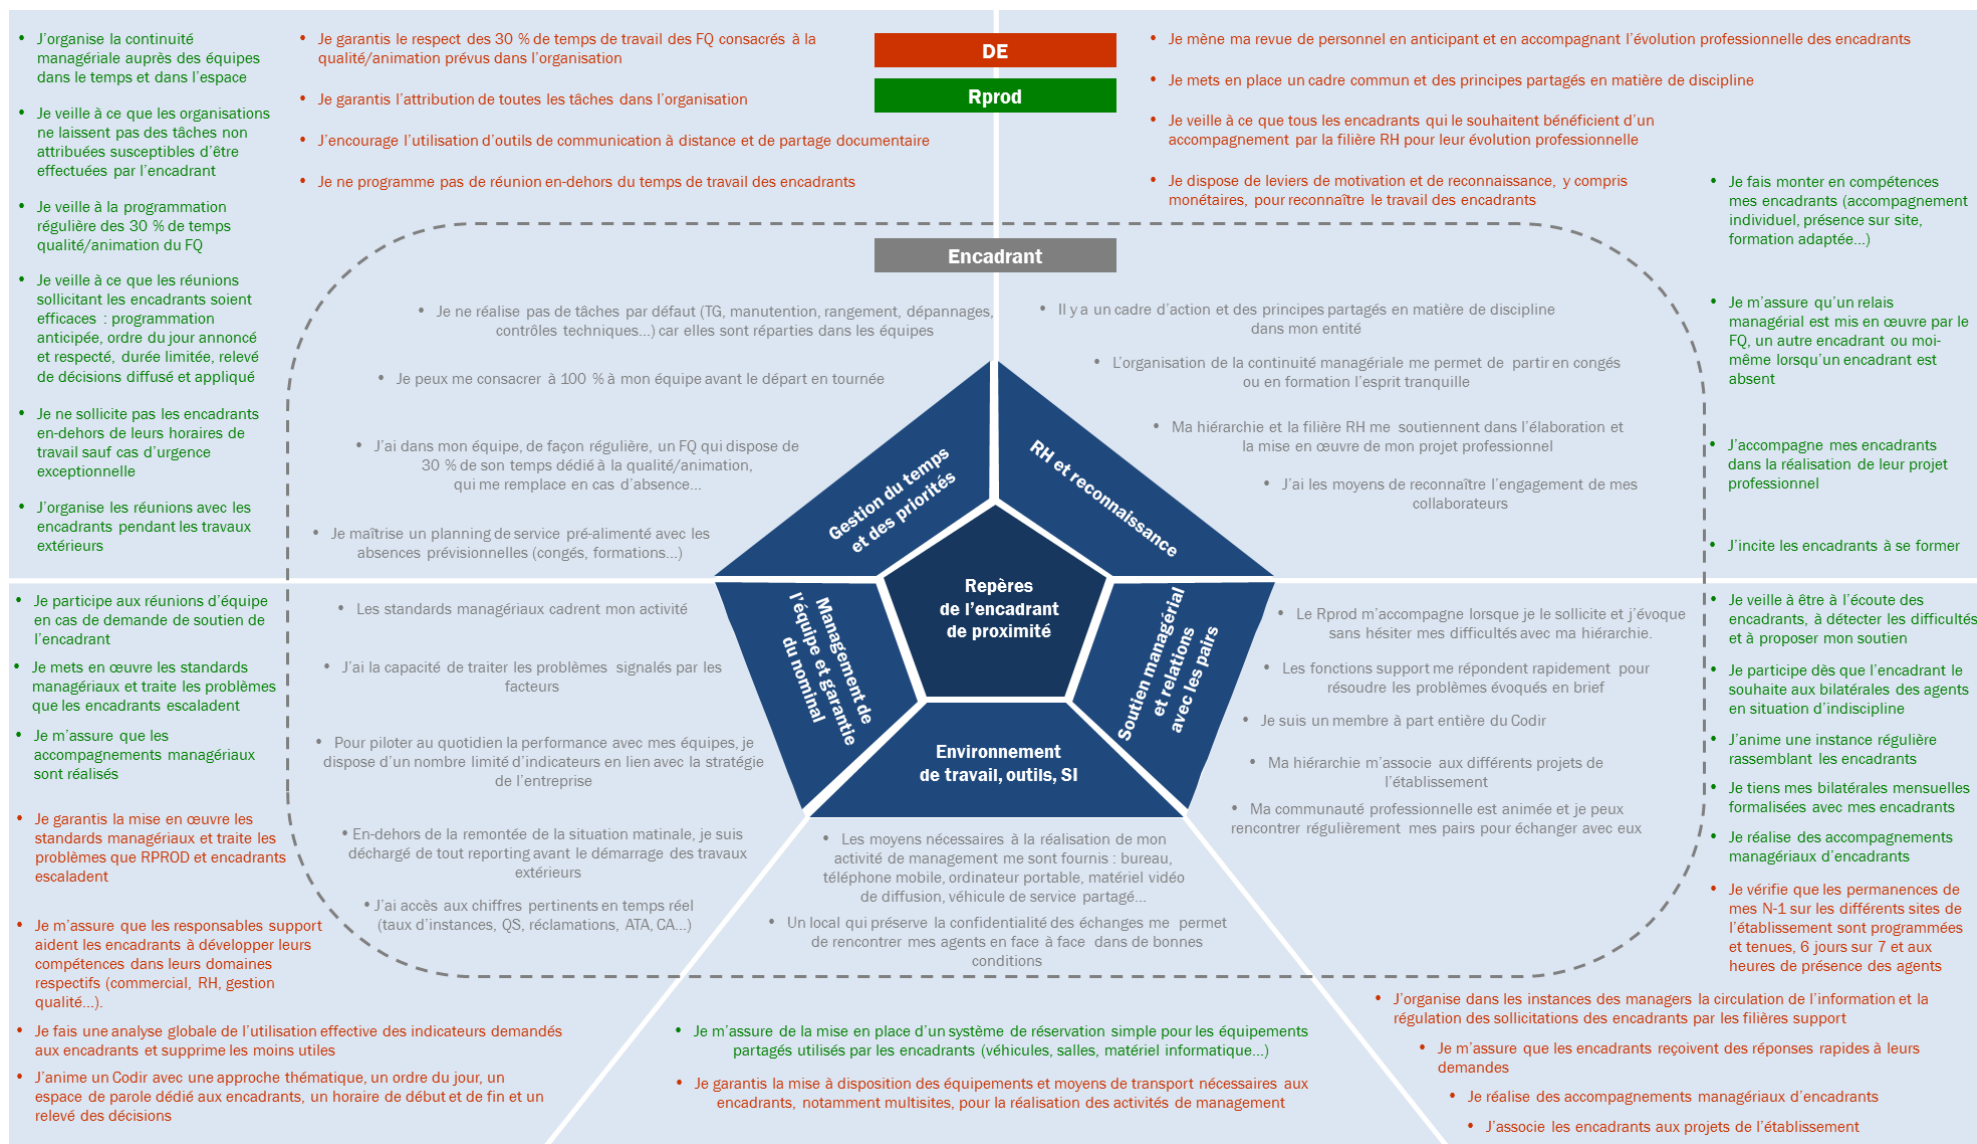 • J'organise la continuité
managériale auprès des équipes
dans le temps et dans l'espace
• Je veille à ce que les organisations
ne laissent pas des tâches non
attribuées susceptibles d'être
effectuées par l'encadrant
• Je veille à la programmation
régulière des 30 % de temps
qualité/animation du FQ
• Je veille à ce que les réunions
sollicitant les encadrants soient
efficaces : programmation
anticipée, ordre du jour annoncé
et respecté, durée limitée, relevé
de décisions diffusé et appliqué
• Je ne sollicite pas les encadrants
en-dehors de leurs horaires de
travail sauf cas d'urgence
exceptionnelle
• J'organise les réunions avec les
encadrants pendant les travaux
extérieurs
• Je garantis le respect des 30 % de temps de travail des FQ consacrés à la
qualité/animation prévus dans l'organisation
• Je garantis l'attribution de toutes les tâches dans l'organisation
• J'encourage l'utilisation d'outils de communication à distance et de partage documentaire
• Je ne programme pas de réunion en-dehors du temps de travail des encadrants
DE
Rprod
• Je mène ma revue de personnel en anticipant et en accompagnant l'évolution professionnelle des encadrants
• Je mets en place un cadre commun et des principes partagés en matière de discipline
• Je veille à ce que tous les encadrants qui le souhaitent bénéficient d'un
accompagnement par la filière RH pour leur évolution professionnelle
• Je dispose de leviers de motivation et de reconnaissance, y compris
monétaires, pour reconnaître le travail des encadrants
• Je fais monter en compétences
mes encadrants (accompagnement
individuel, présence sur site,
formation adaptée...)
• Je m'assure qu'un relais
managérial est mis en œuvre par le
FQ, un autre encadrant ou moi-
même lorsqu'un encadrant est
absent
• J'accompagne mes encadrants
dans la réalisation de leur projet
professionnel
• J'incite les encadrants à se former
Encadrant
• Je ne réalise pas de tâches par défaut (TG, manutention, rangement, dépannages,
contrôles techniques...) car elles sont réparties dans les équipes
• Je peux me consacrer à 100 % à mon équipe avant le départ en tournée
• J'ai dans mon équipe, de façon régulière, un FQ qui dispose de
30 % de son temps dédié à la qualité/animation,
qui me remplace en cas d'absence...
• Je maîtrise un planning de service pré-alimenté avec les
absences prévisionnelles (congés, formations...)
• Il y a un cadre d'action et des principes partagés en matière de discipline
dans mon entité
• L'organisation de la continuité managériale me permet de partir en congés
ou en formation l'esprit tranquille
• Ma hiérarchie et la filière RH me soutiennent dans l'élaboration et
la mise en œuvre de mon projet professionnel
• J'ai les moyens de reconnaître l'engagement de mes
collaborateurs
Gestion du temps
et des priorités
RH et reconnaissance
Repères
de l'encadrant
de proximité
Management de
l'équipe et garantie
du nominal
Soutien managérial
et relations
avec les pairs
Environnement
de travail, outils, SI
• Je participe aux réunions d'équipe
en cas de demande de soutien de
l'encadrant
• Je mets en œuvre les standards
managériaux et traite les problèmes
que les encadrants escaladent
• Je m'assure que les
accompagnements managériaux
sont réalisés
• Je garantis la mise en œuvre les
standards managériaux et traite les
problèmes que RPROD et encadrants
escaladent
• Je m'assure que les responsables support
aident les encadrants à développer leurs
compétences dans leurs domaines
respectifs (commercial, RH, gestion
qualité...).
• Je fais une analyse globale de l'utilisation effective des indicateurs demandés
aux encadrants et supprime les moins utiles
• J'anime un Codir avec une approche thématique, un ordre du jour, un
espace de parole dédié aux encadrants, un horaire de début et de fin et un
relevé des décisions
• Les standards managériaux cadrent mon activité
• J'ai la capacité de traiter les problèmes signalés par les
facteurs
• Pour piloter au quotidien la performance avec mes équipes, je
dispose d'un nombre limité d'indicateurs en lien avec la stratégie
de l'entreprise
• En-dehors de la remontée de la situation matinale, je suis
déchargé de tout reporting avant le démarrage des travaux
extérieurs
• J'ai accès aux chiffres pertinents en temps réel
(taux d'instances, QS, réclamations, ATA, CA...)
• Les moyens nécessaires à la réalisation de mon
activité de management me sont fournis : bureau,
téléphone mobile, ordinateur portable, matériel vidéo
de diffusion, véhicule de service partagé...
• Un local qui préserve la confidentialité des échanges me permet
de rencontrer mes agents en face à face dans de bonnes
conditions
• Je m'assure de la mise en place d'un système de réservation simple pour les équipements
partagés utilisés par les encadrants (véhicules, salles, matériel informatique...)
• Je garantis la mise à disposition des équipements et moyens de transport nécessaires aux
encadrants, notamment multisites, pour la réalisation des activités de management
• Le Rprod m'accompagne lorsque je le sollicite et j'évoque
sans hésiter mes difficultés avec ma hiérarchie.
• Les fonctions support me répondent rapidement pour
résoudre les problèmes évoqués en brief
• Je suis un membre à part entière du Codir
• Ma hiérarchie m'associe aux différents projets de
l'établissement
• Ma communauté professionnelle est animée et je peux
rencontrer régulièrement mes pairs pour échanger avec eux
• Je veille à être à l'écoute des
encadrants, à détecter les difficultés
et à proposer mon soutien
• Je participe dès que l'encadrant le
souhaite aux bilatérales des agents
en situation d'indiscipline
• J'anime une instance régulière
rassemblant les encadrants
• Je tiens mes bilatérales mensuelles
formalisées avec mes encadrants
• Je réalise des accompagnements
managériaux d'encadrants
• Je vérifie que les permanences de
mes N-1 sur les différents sites de
l'établissement sont programmées
et tenues, 6 jours sur 7 et aux
heures de présence des agents
• J'organise dans les instances des managers la circulation de l'information et la
régulation des sollicitations des encadrants par les filières support
• Je m'assure que les encadrants reçoivent des réponses rapides à leurs
demandes
• Je réalise des accompagnements managériaux d'encadrants
• J'associe les encadrants aux projets de l'établissement